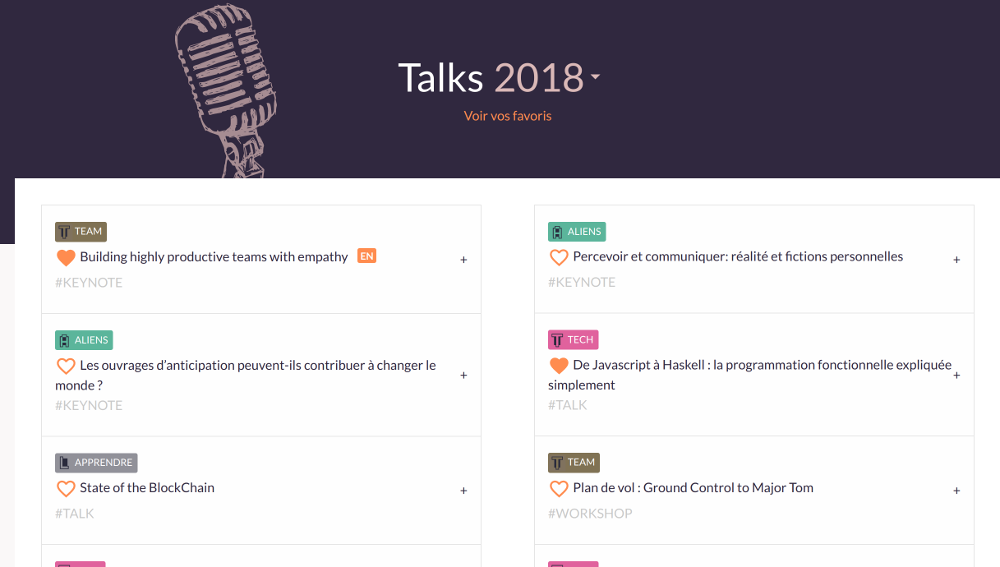 Talks 2018
Voir vos favoris
TEAM
Building highly productive teams with empathy EN
+
#KEYNOTE
ALIENS
Les ouvrages d’anticipation peuvent-ils contribuer à changer le
monde ?
+
#KEYNOTE
APPRENDRE
State of the BlockChain
+
#TALK
ALIENS
Percevoir et communiquer: réalité et fictions personnelles
+
#KEYNOTE
TECH
De Javascript à Haskell : la programmation fonctionnelle expliquée
simplement
+
#TALK
TEAM
Plan de vol : Ground Control to Major Tom
+
#WORKSHOP